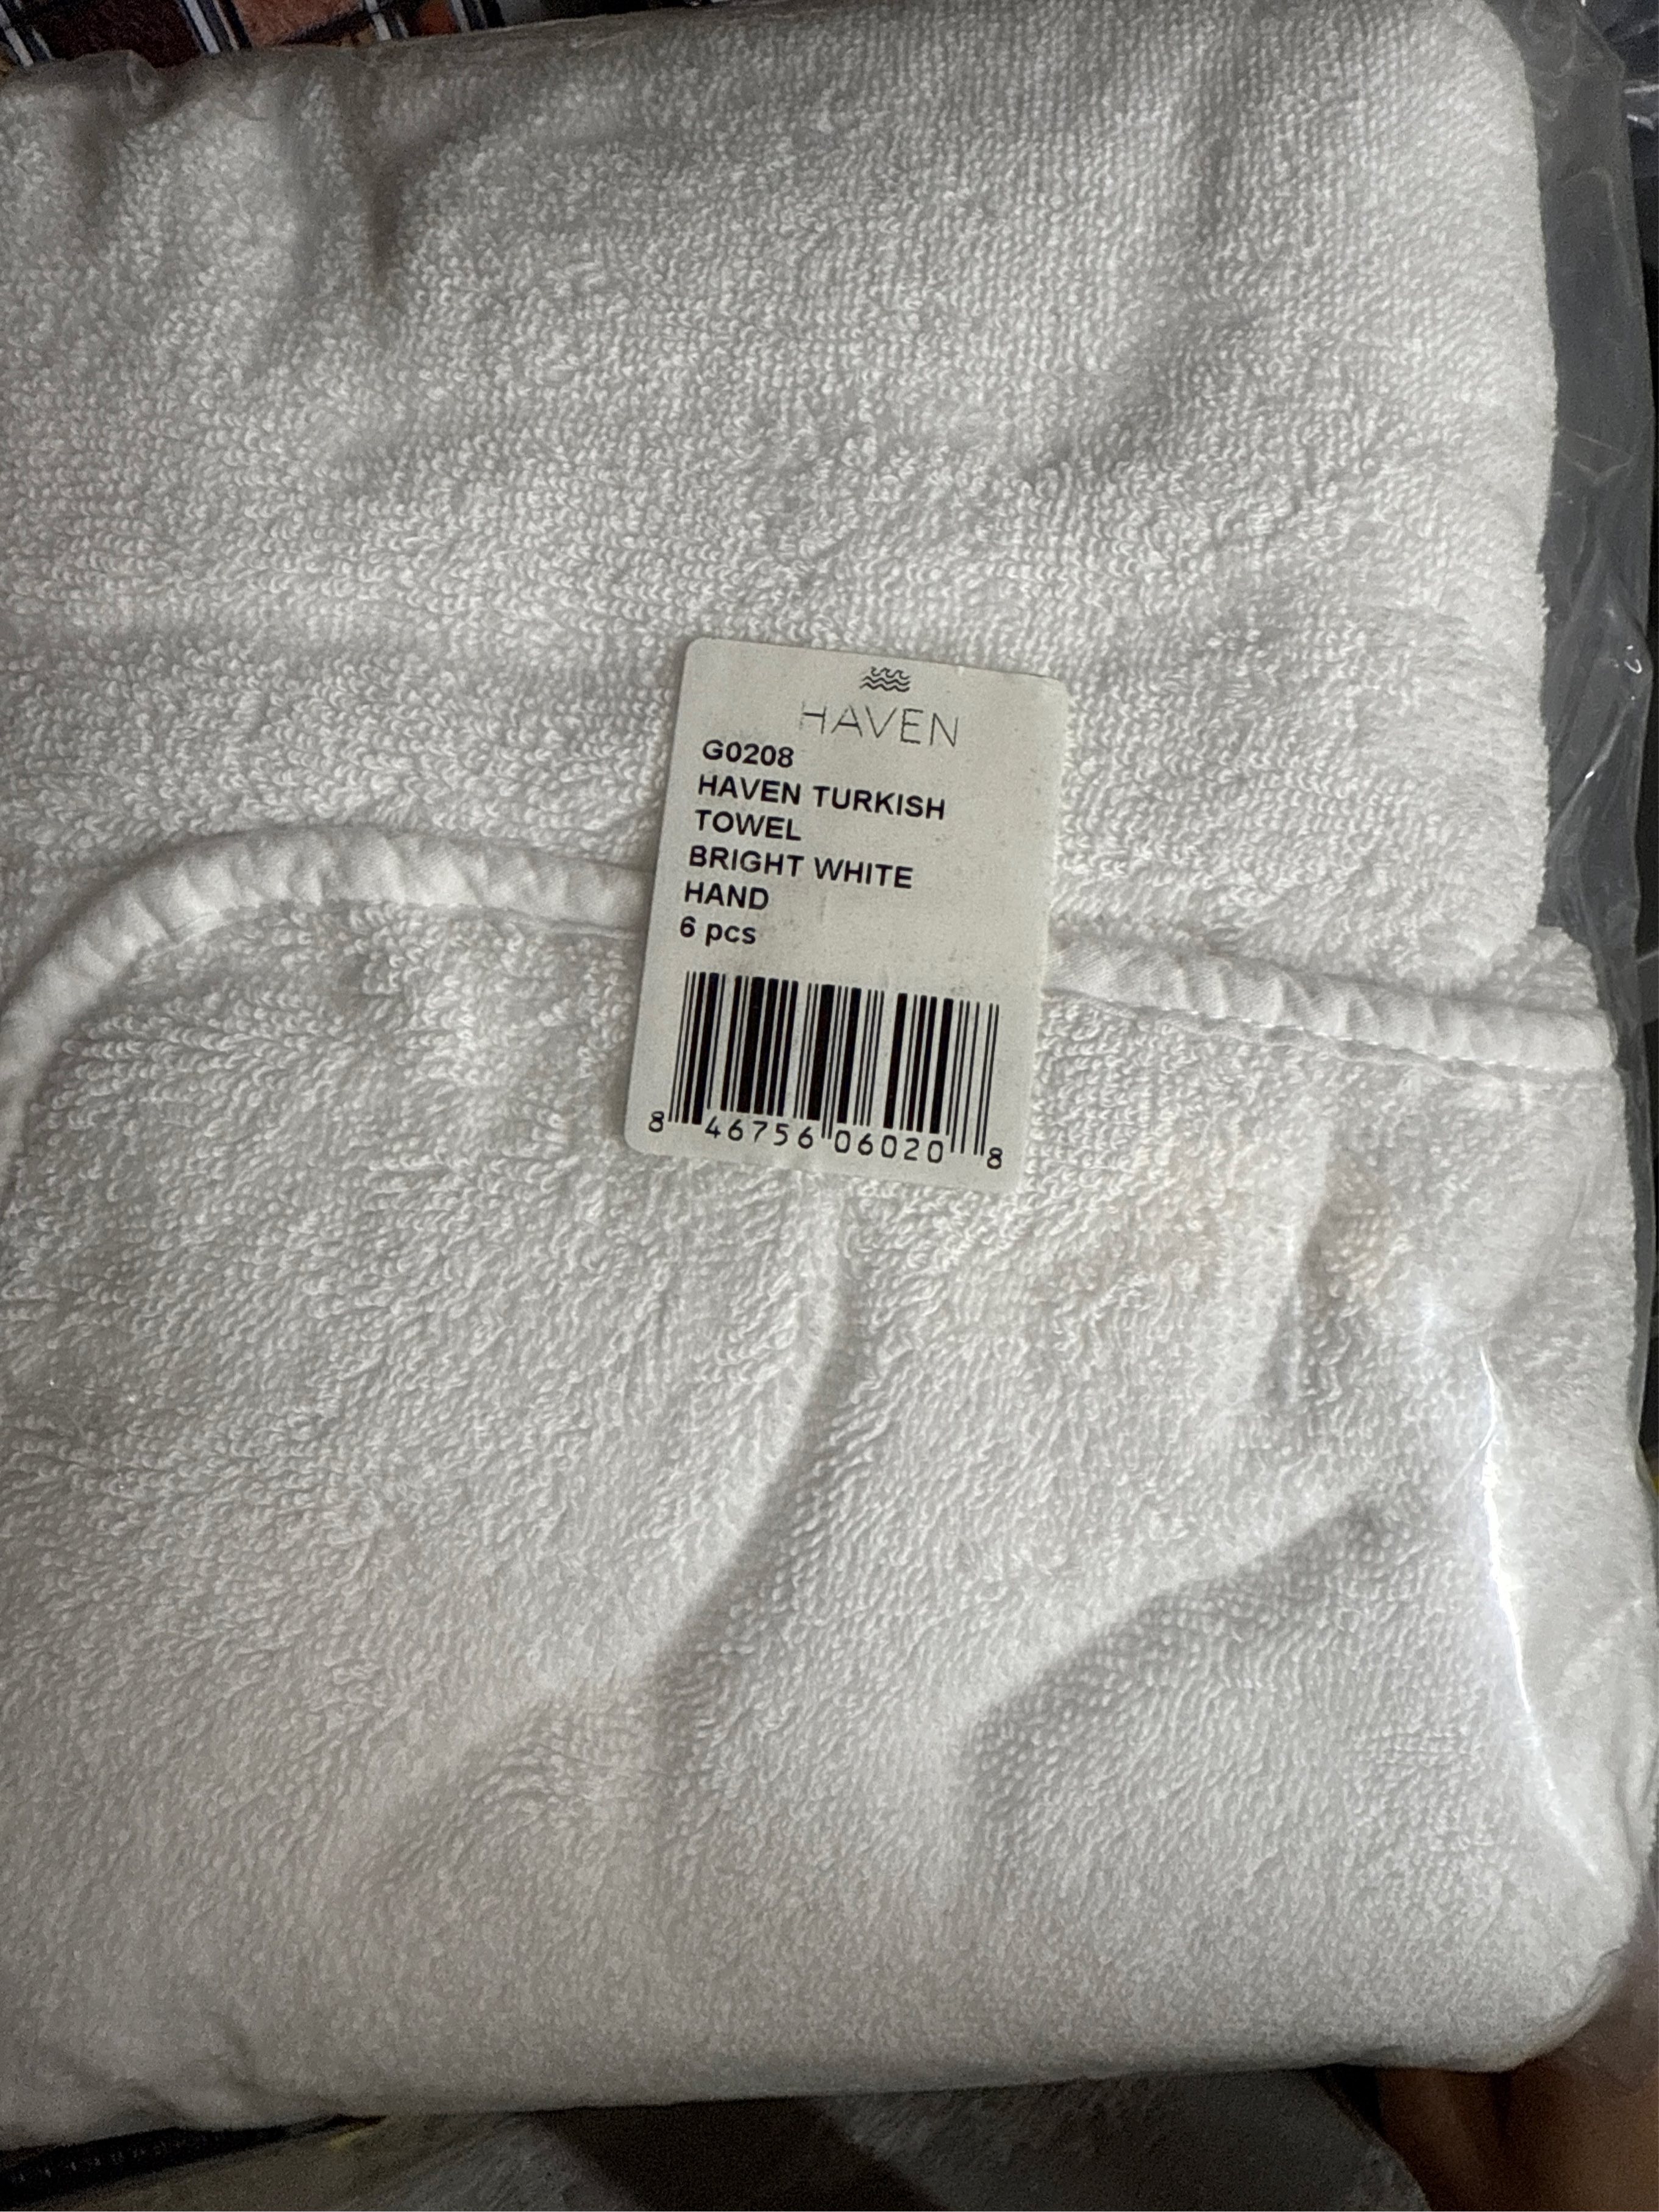 HAVEN
G0208
HAVEN TURKISH
TOWEL
BRIGHT WHITE
HAND
6 pcs
8 46756 06020 8